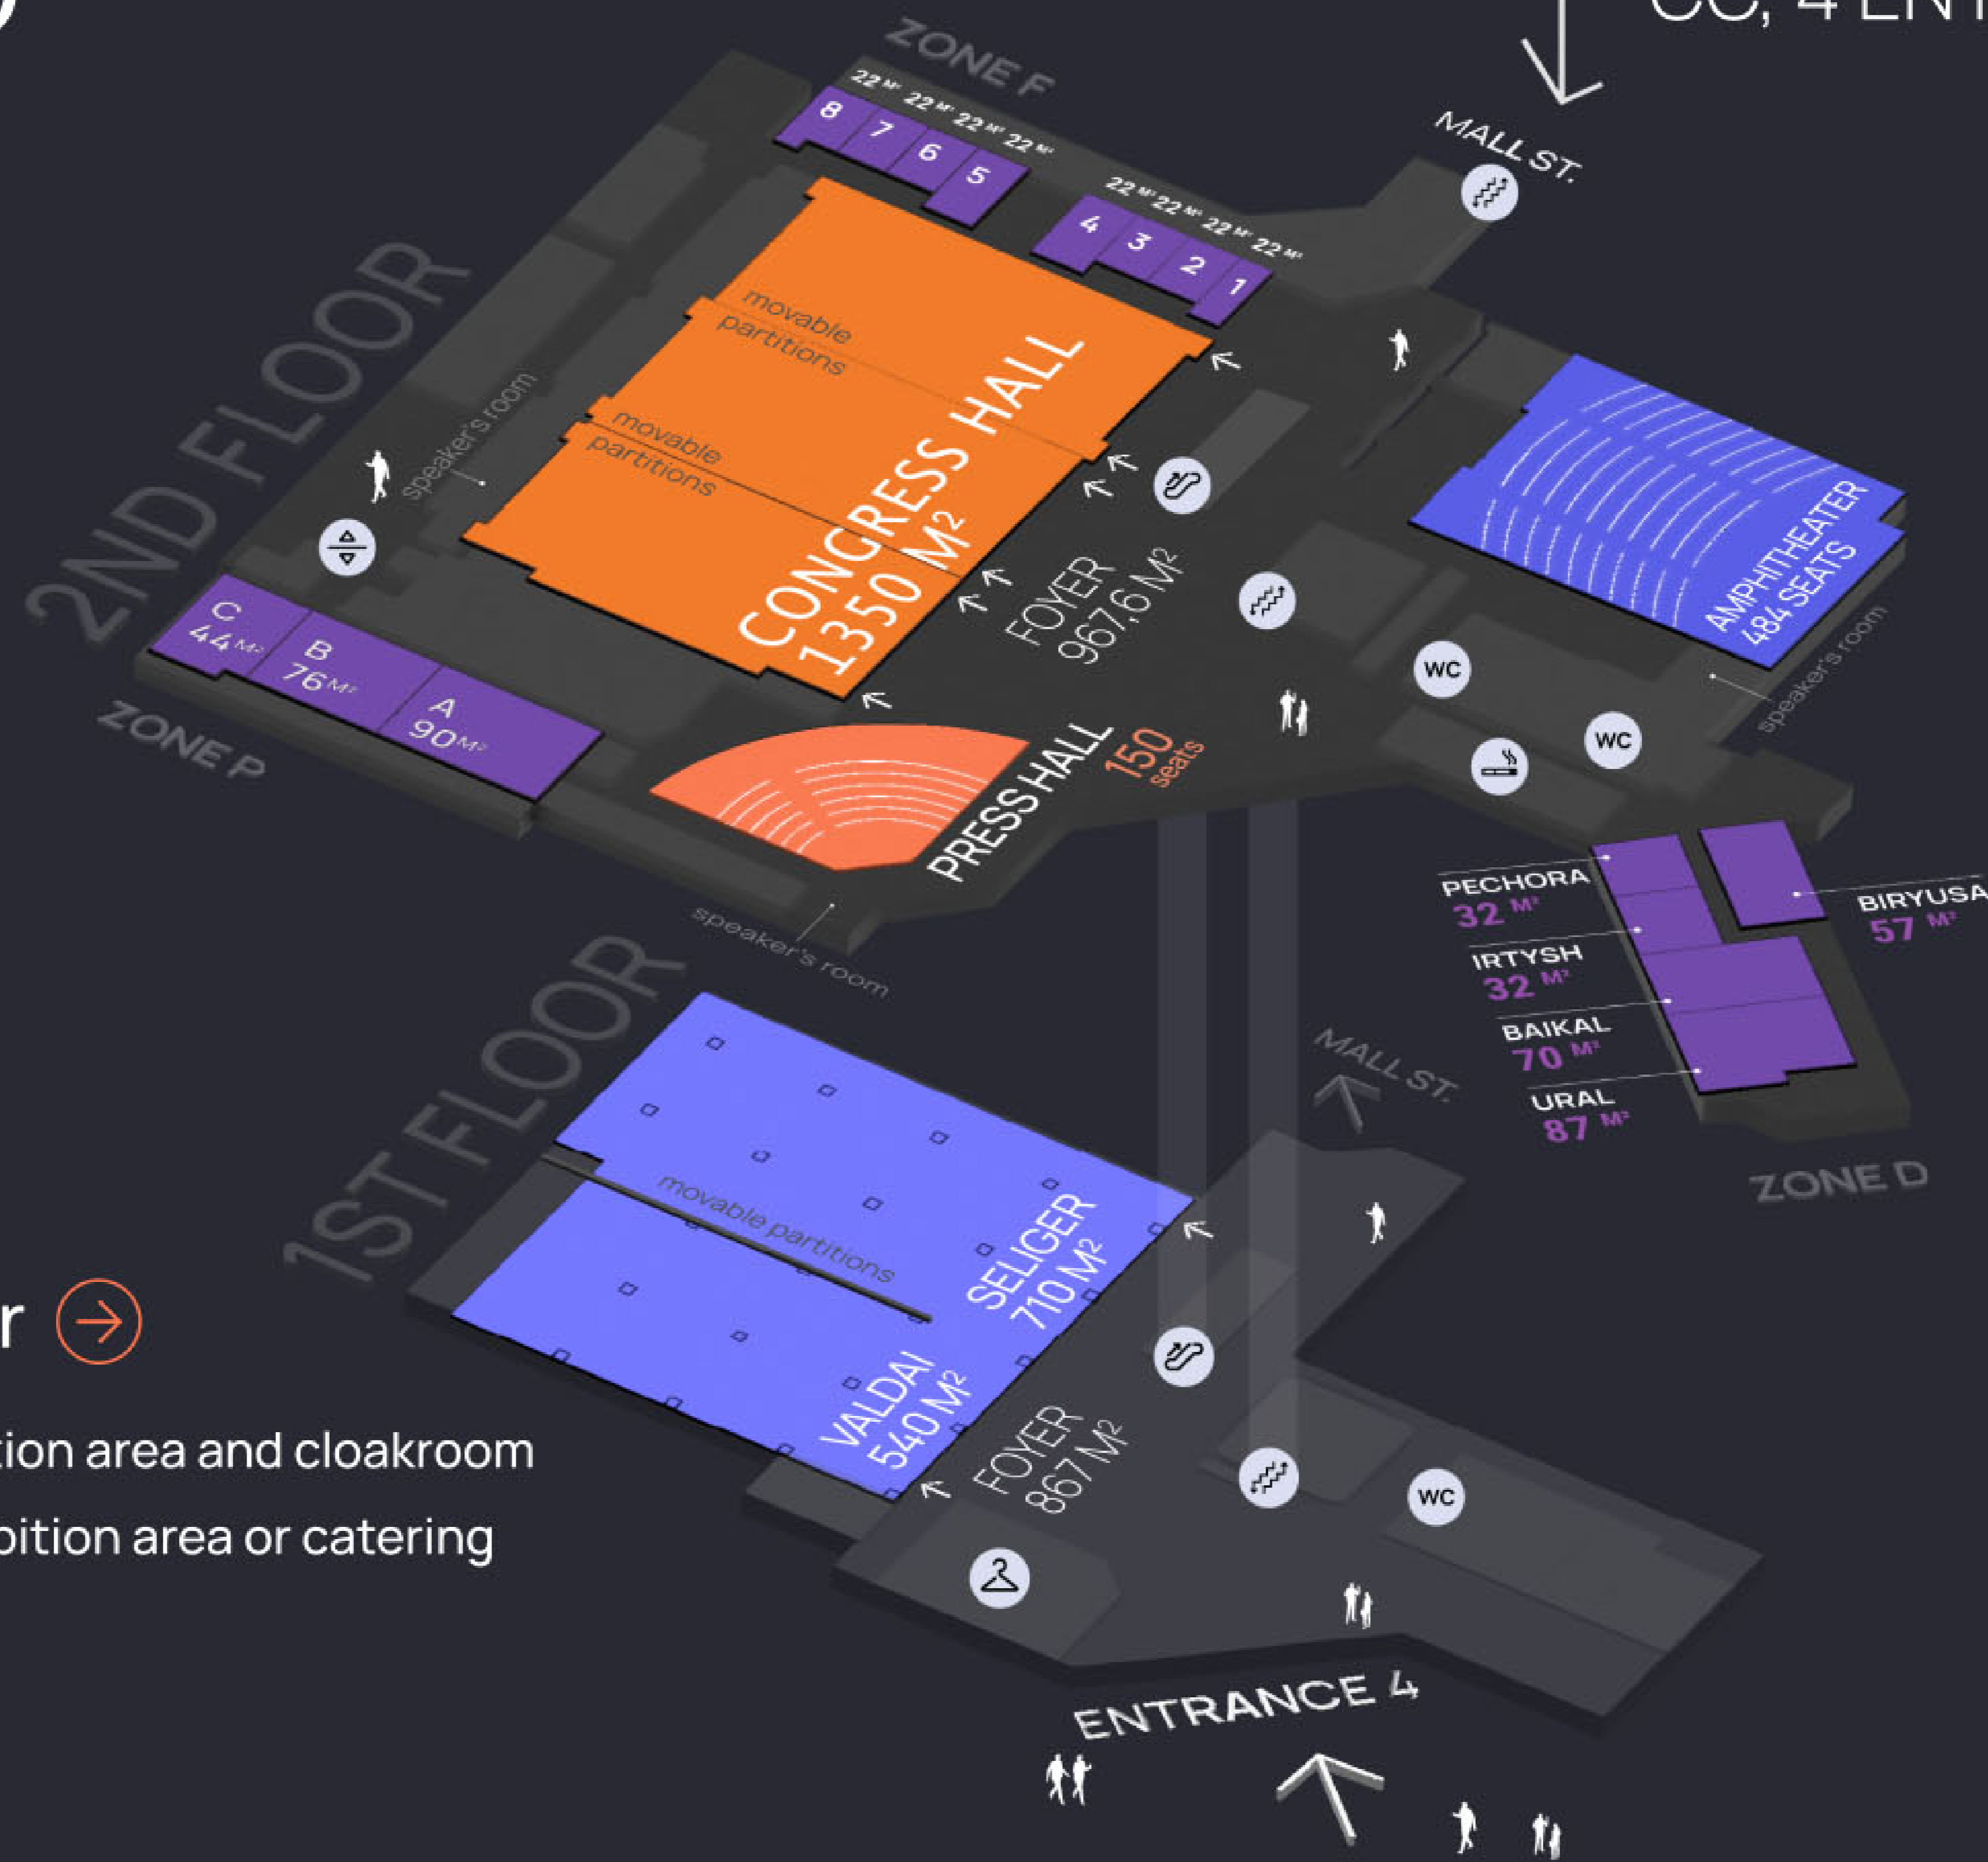 CC, 4 ENT
ZONE F
22 M² 22 M² 22 M² 22 M²
8 7 6 5
MALL ST.
22 M² 22 M² 22 M² 22 M²
4 3 2 1
2ND FLOOR
movable
partitions
movable
partitions
speaker's room
CONGRESS HALL
1350 M²
FOYER
967,6 M²
AMPHITHEATER
484 SEATS
speaker's room
WC
WC
C
44 M²
B
76 M²
A
90 M²
ZONE P
PRESS HALL
150
seats
speaker's room
PECHORA
32 M²
IRTYSH
32 M²
BAIKAL
70 M²
URAL
87 M²
BIRYUSA
57 M²
ZONE D
1ST FLOOR
MALL ST.
movable partitions
SELIGER
710 M²
VALDAI
540 M²
FOYER
867 M²
WC
r
tion area and cloakroom
bition area or catering
ENTRANCE 4